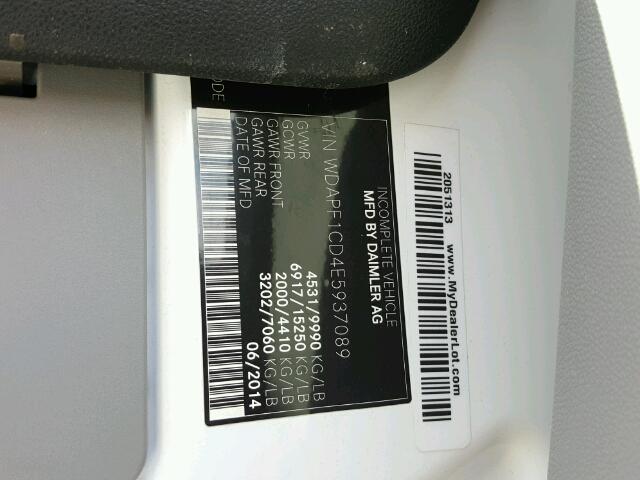 MFD BY DAIMLER AG
INCOMPLETE VEHICLE
VIN WDAPF1CD4E5937089
GVWR 4531/9990 KG/LB
GCWR 6917/15250 KG/LB
GAWR FRONT 2000/4410 KG/LB
GAWR REAR 3202/7060 KG/LB
DATE OF MFD 06/2014
www.MyDealerLot.com
2051313